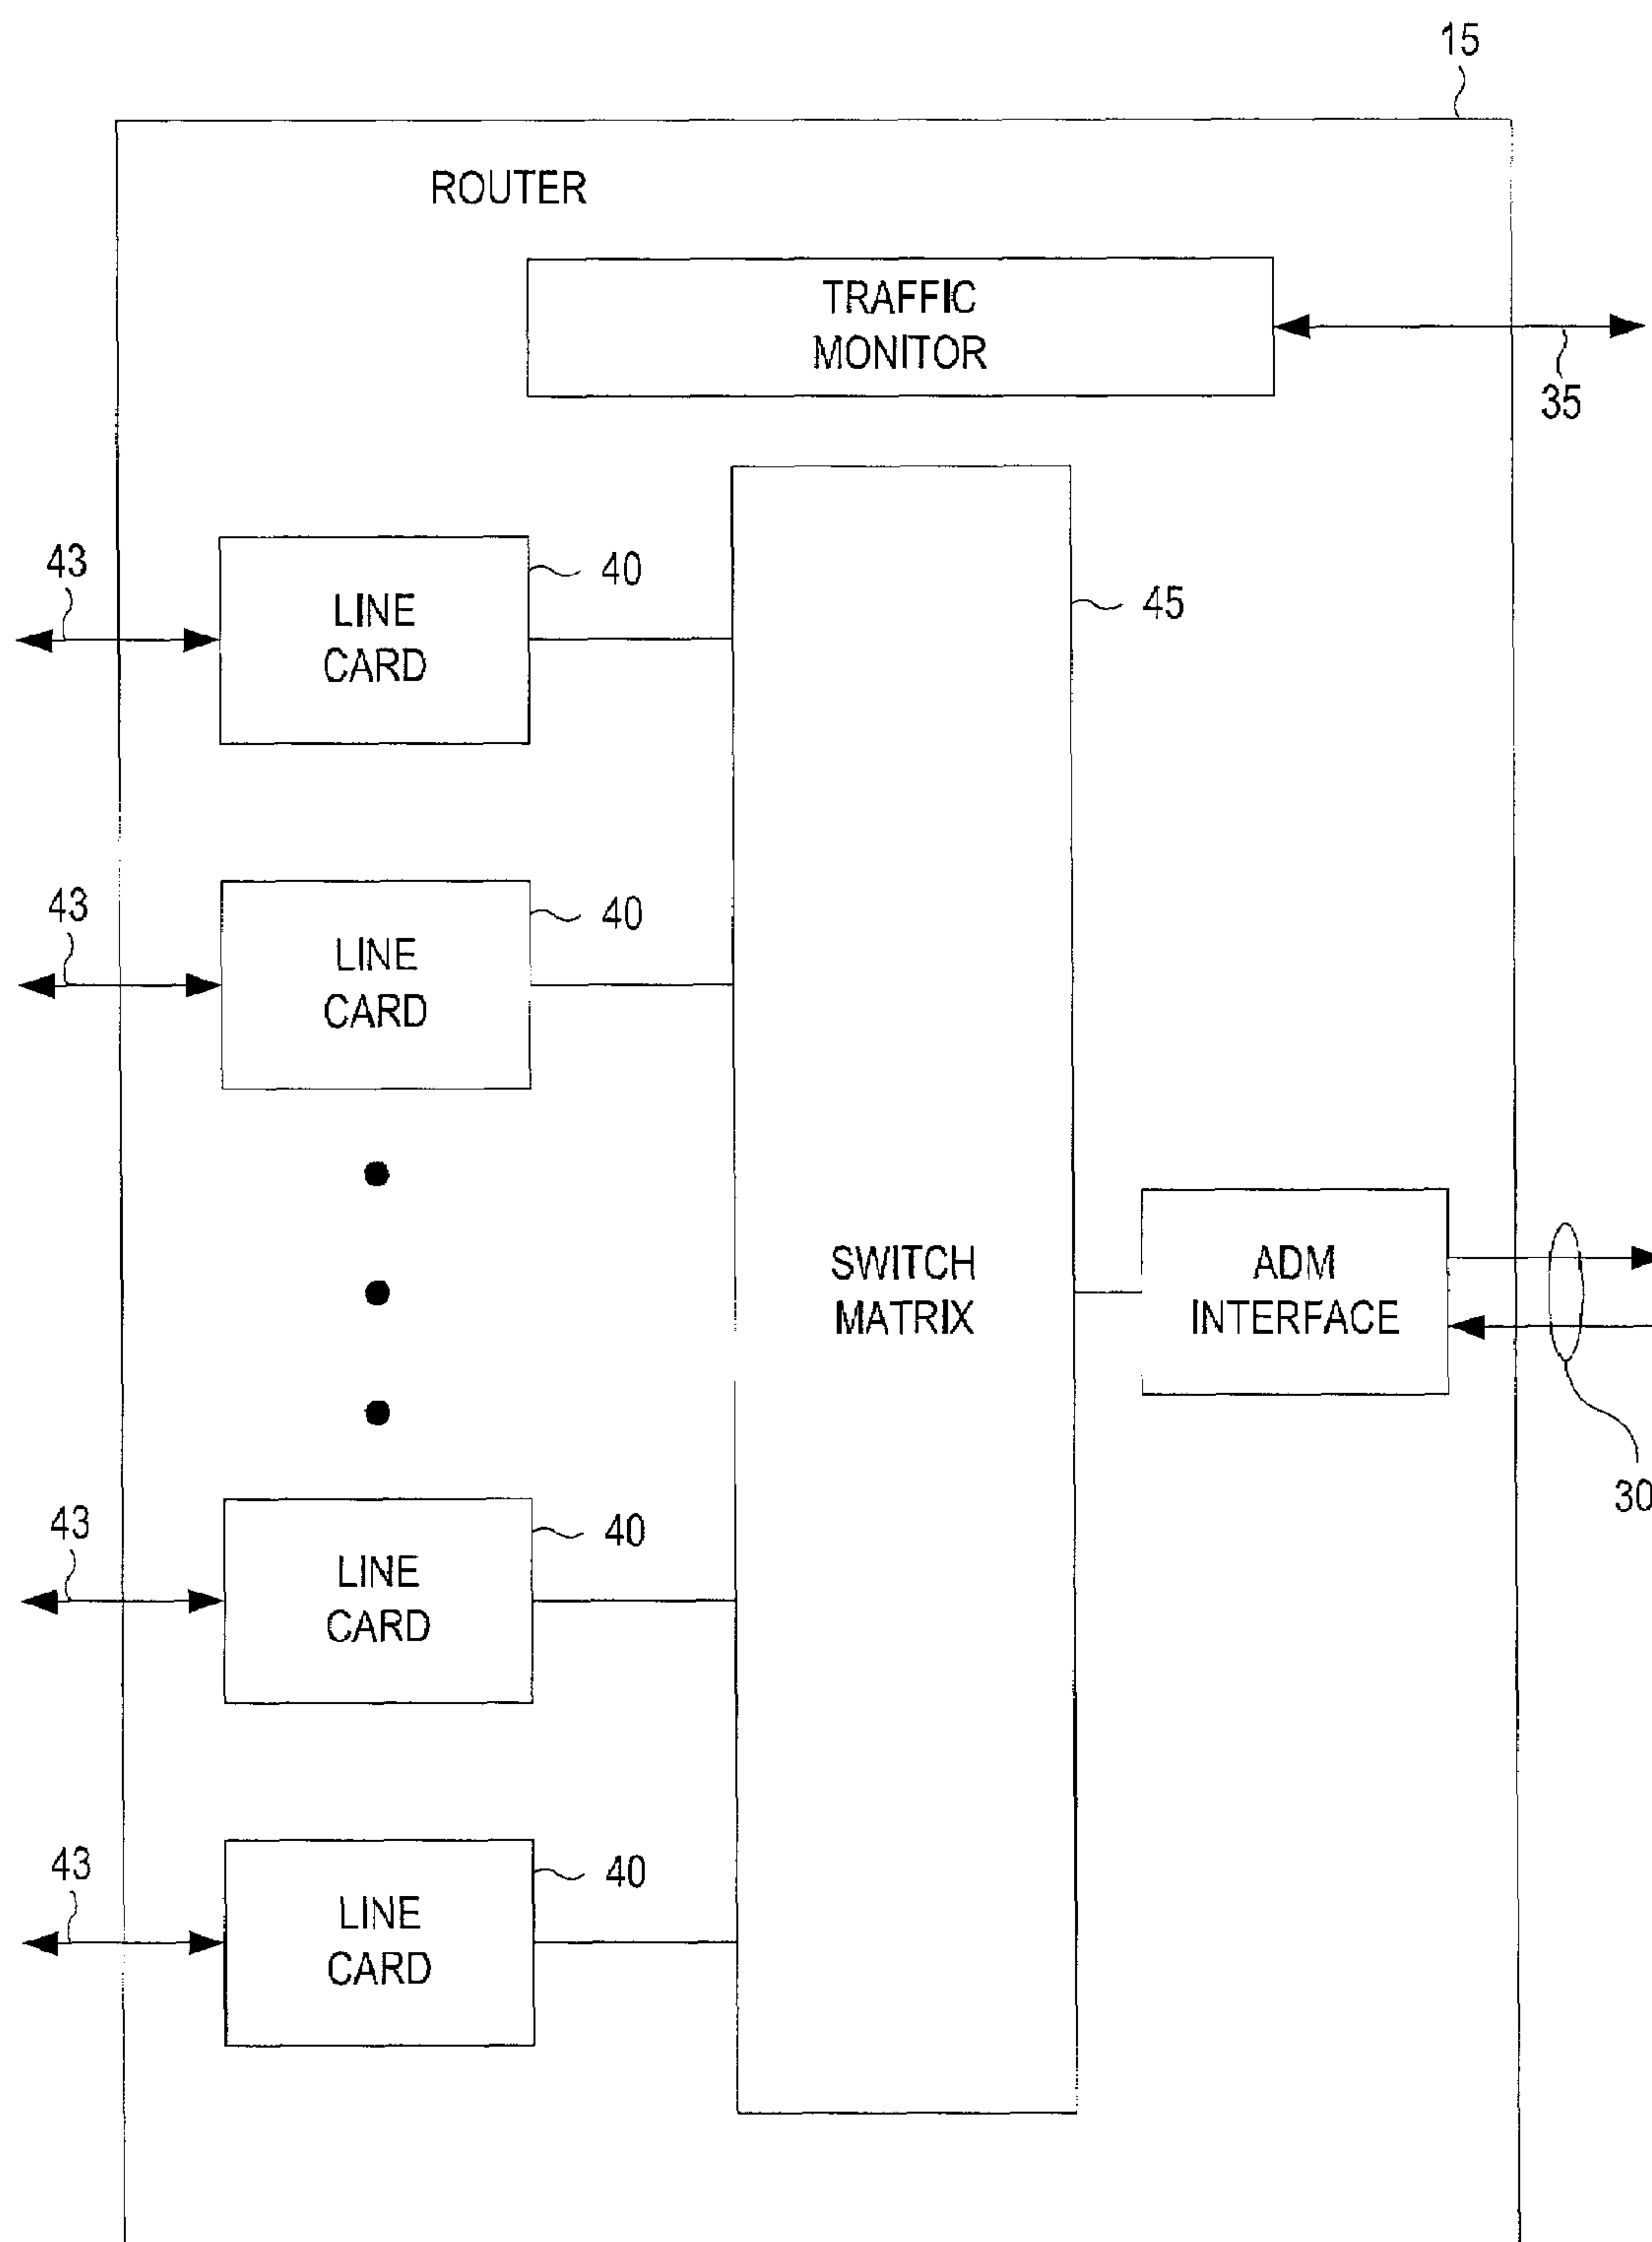 15
ROUTER
TRAFFIC
MONITOR
35
43
40
LINE
CARD
45
43
40
LINE
CARD
SWITCH
MATRIX
ADM
INTERFACE
30
43
40
LINE
CARD
43
40
LINE
CARD